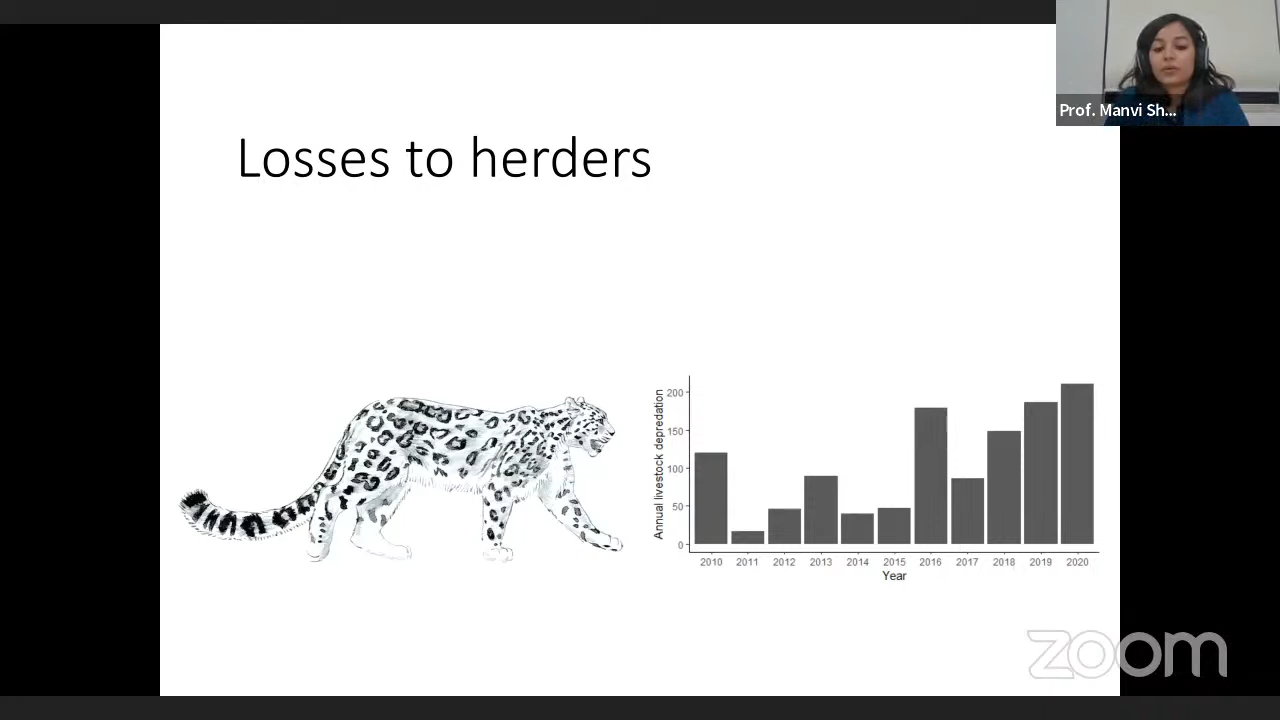 Prof. Manvi Sh...
Losses to herders
Annual livestock depredation
200
150
100
50
0
2010 2011 2012 2013 2014 2015 2016 2017 2018 2019 2020
Year
zoom